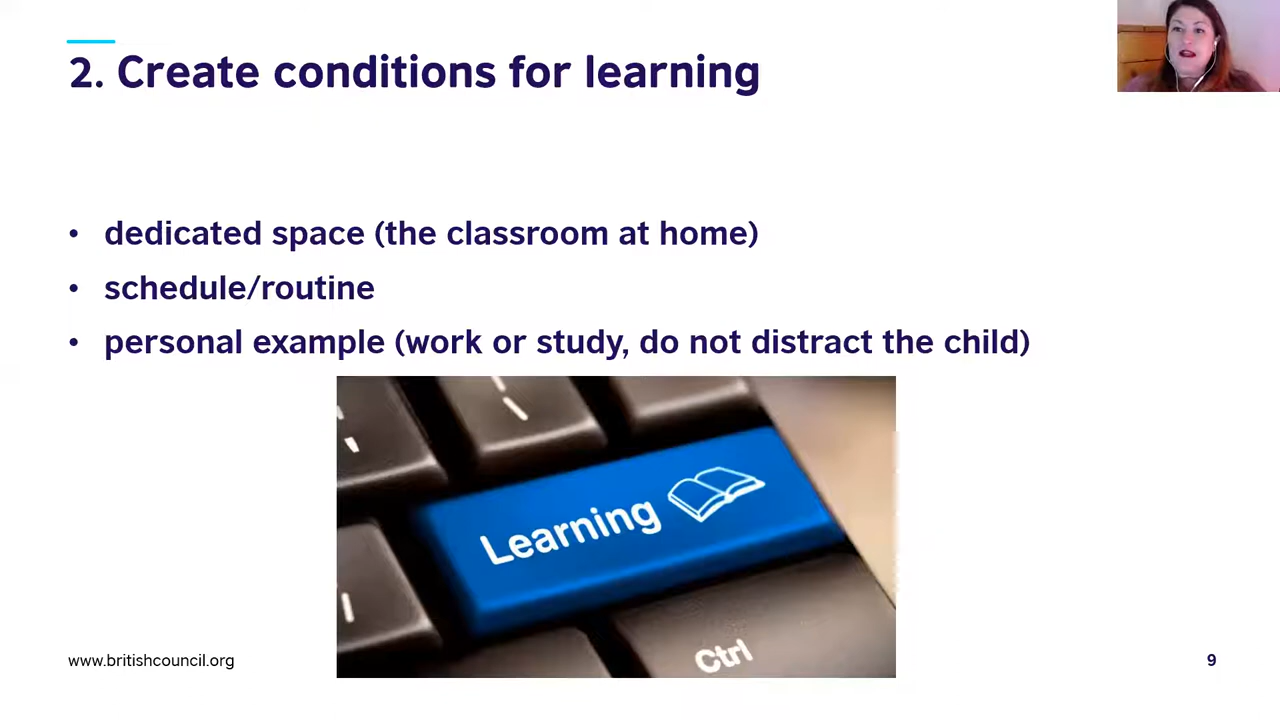 2. Create conditions for learning
• dedicated space (the classroom at home)
• schedule/routine
• personal example (work or study, do not distract the child)
Learning
Ctrl
www.britishcouncil.org
9